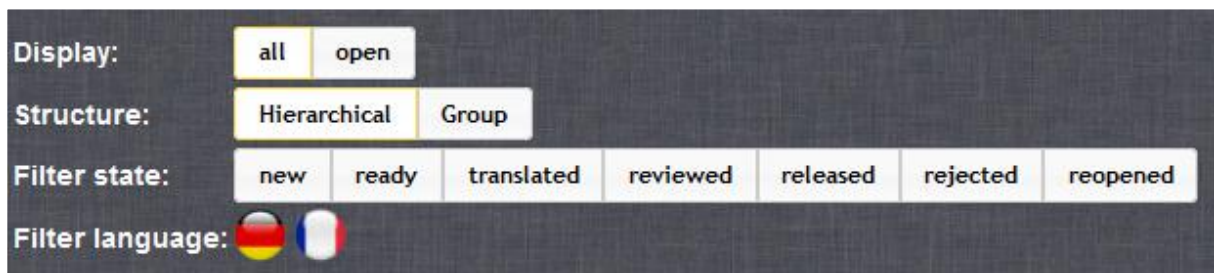 Display: all open
Structure: Hierarchical Group
Filter state: new ready translated reviewed released rejected reopened
Filter language: